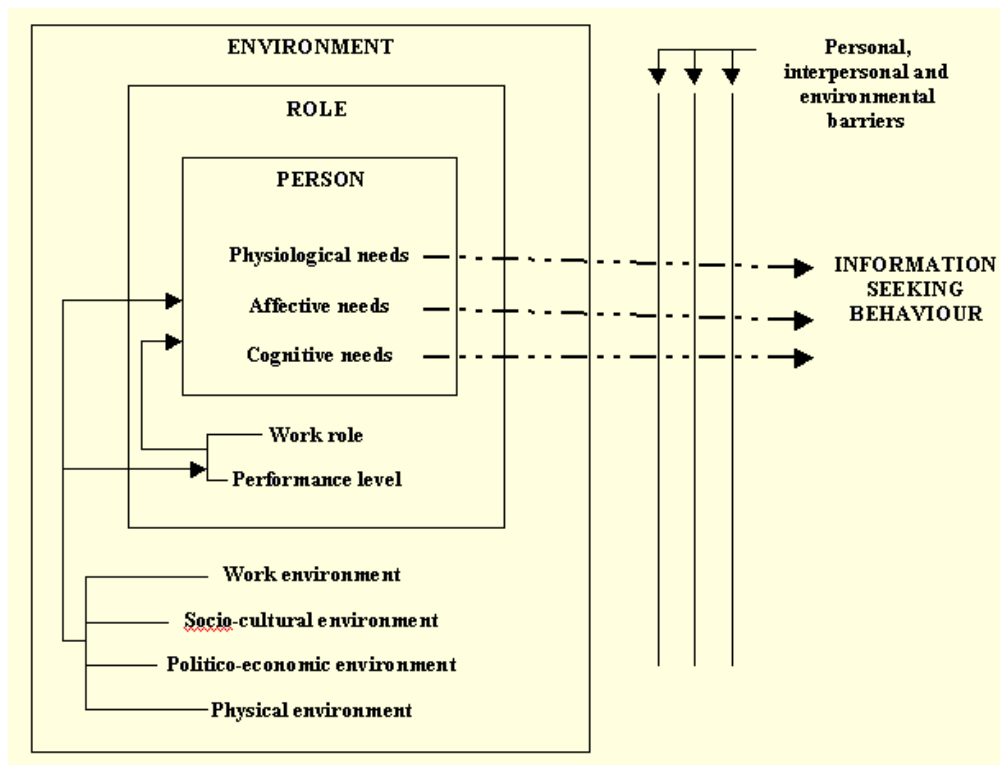 ENVIRONMENT
ROLE
PERSON
Physiological needs
Affective needs
Cognitive needs
Work role
Performance level
Work environment
Socio-cultural environment
Politico-economic environment
Physical environment
Personal,
interpersonal and
environmental
barriers
INFORMATION
SEEKING
BEHAVIOUR